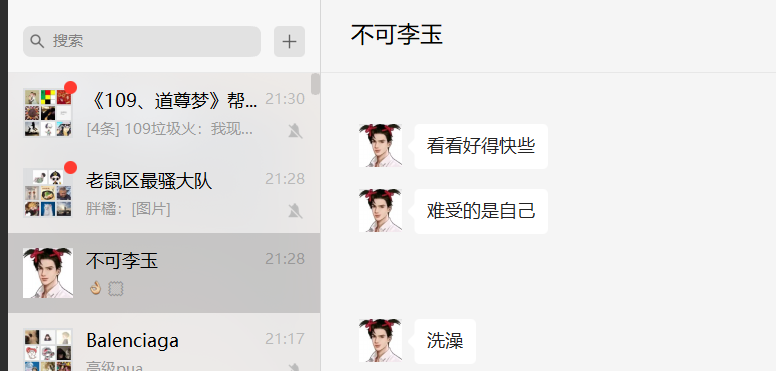 搜索
《109、道尊梦》帮...
21:30
[4条] 109垃圾火：我现...
老鼠区最骚大队
21:28
胖橘：[图片]
不可李玉
21:28
Balenciaga
21:17
高级pua
不可李玉
看看好得快些
难受的是自己
洗澡